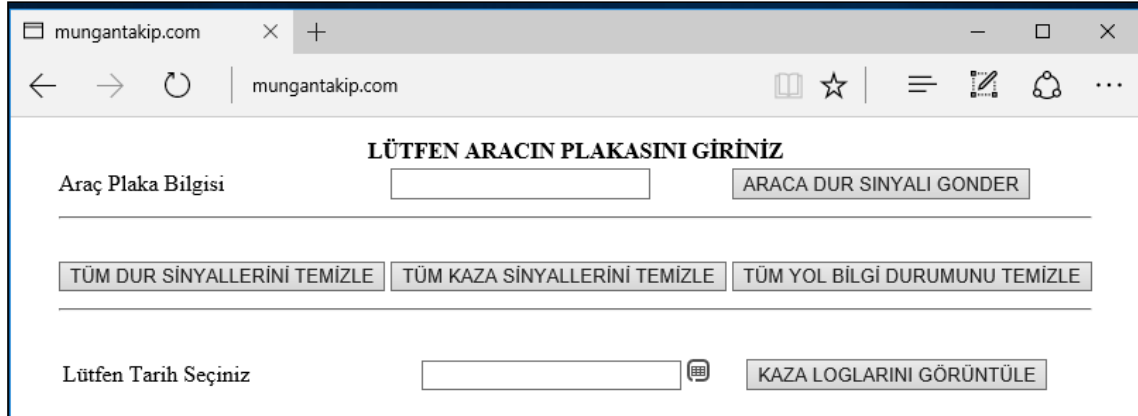 mungantakip.com
mungantakip.com
LÜTFEN ARACIN PLAKASINI GİRİNİZ
Araç Plaka Bilgisi ARACA DUR SINYALI GONDER
TÜM DUR SİNYALLERİNİ TEMİZLE TÜM KAZA SİNYALLERİNİ TEMİZLE TÜM YOL BİLGİ DURUMUNU TEMİZLE
Lütfen Tarih Seçiniz KAZA LOGLARINI GÖRÜNTÜLE